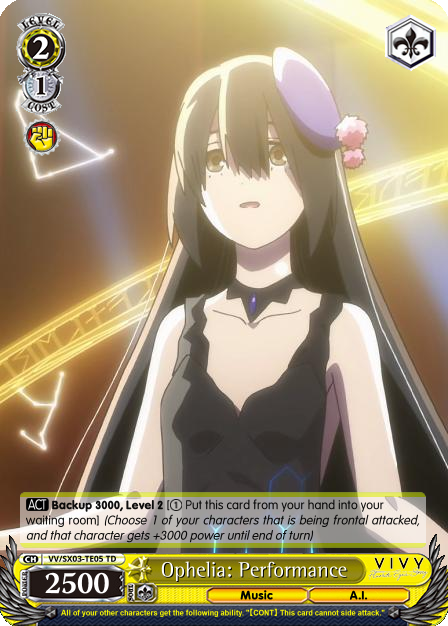 LEVEL
2
1
COST
ACT Backup 3000, Level 2 [① Put this card from your hand into your
waiting room] (Choose 1 of your characters that is being frontal attacked,
and that character gets +3000 power until end of turn)
CH VV/SX03-TE05 TD
POWER 2500 SOUL
Ophelia: Performance
VIVY
Music
A.I.
All of your other characters get the following ability. "【CONT】 This card cannot side attack."